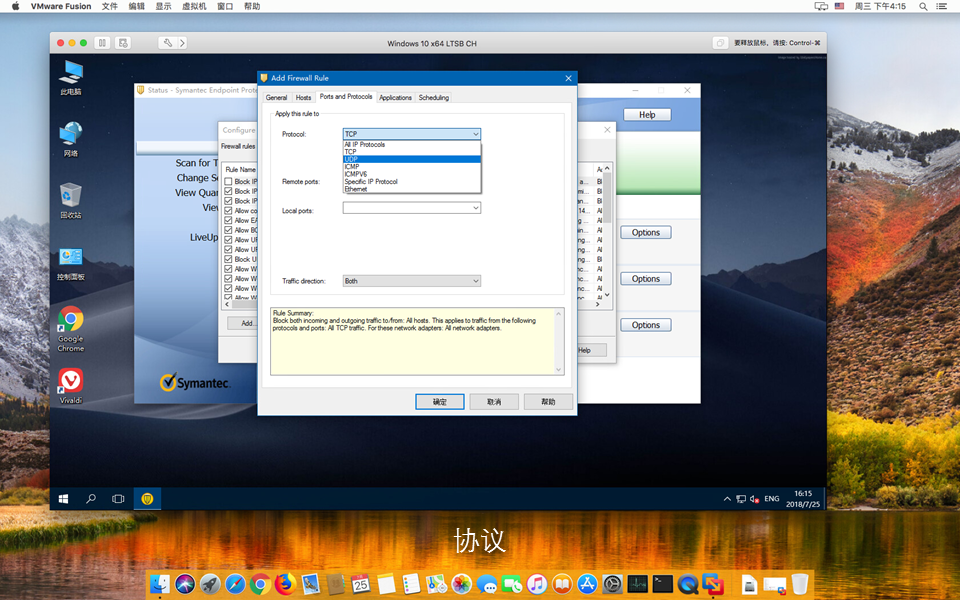 VMware Fusion 文件 编辑 显示 虚拟机 窗口 帮助 周三 下午4:15
Windows 10 x64 LTSB CH 要释放鼠标，请按: Control-⌘
此电脑
网络
回收站
控制面板
Google
Chrome
Vivaldi
Status - Symantec Endpoint Prote
Help
Scan for T
Change Se
View Quar
View
LiveUp
Options
Options
Options
Symantec.
Configure
Firewall rules
Rule Name
Block IP
Block IP
Block IP
Allow co
Allow EA
Allow BO
Allow UF
Allow UF
Block U
Allow W
Allow W
Allow W
Allow W
Add...
Help
Add Firewall Rule
General Hosts Ports and Protocols Applications Scheduling
Apply this rule to
Protocol: TCP
All IP Protocols
TCP
UDP
ICMP
ICMPV6
Specific IP Protocol
Ethernet
Remote ports:
Local ports:
Traffic direction: Both
Rule Summary:
Block both incoming and outgoing traffic to/from: All hosts. This applies to traffic from the following
protocols and ports: All TCP traffic. For these network adapters: All network adapters.
确定 取消 帮助
ENG 16:15
2018/7/25
协议
25